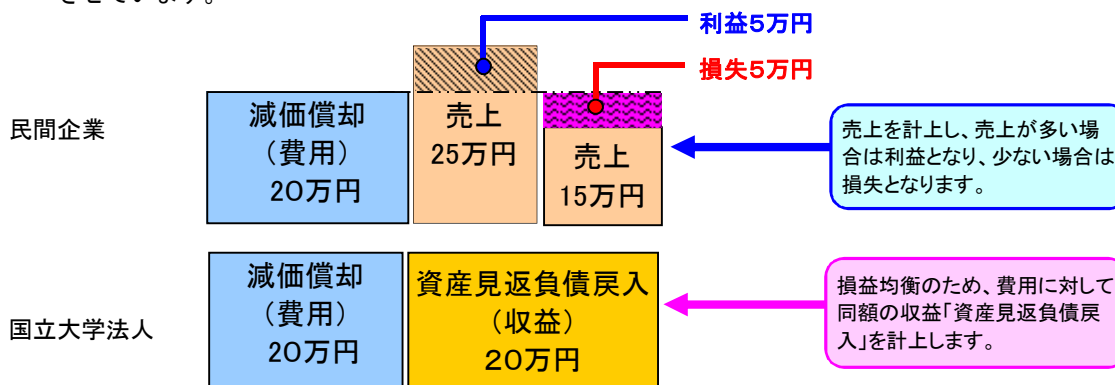 させています。
利益5万円
損失5万円
民間企業
減価償却
（費用）
20万円
売上
25万円
売上
15万円
売上を計上し、売上が多い場
合は利益となり、少ない場合は
損失となります。
国立大学法人
減価償却
（費用）
20万円
資産見返負債戻入
（収益）
20万円
損益均衡のため、費用に対して
同額の収益「資産見返負債戻
入」を計上します。